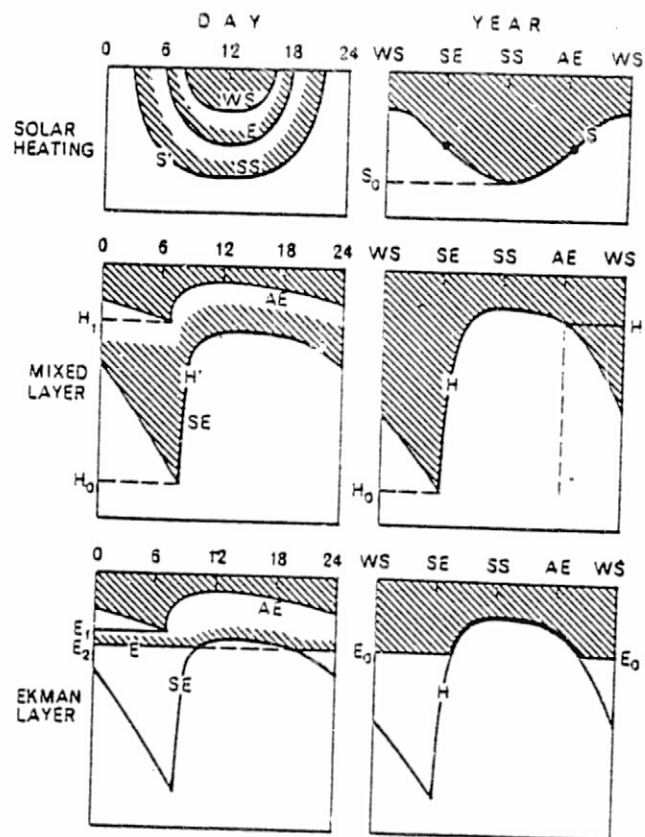 DAY YEAR
0 6 12 18 24 WS SE SS AE WS
SOLAR HEATING
WS
E
S' SS
S
S₀
0 6 12 18 24 WS SE SS AE WS
AE
H₁
H
MIXED LAYER
H'
H
SE
H₀
H₀
0 6 12 18 24 WS SE SS AE WS
AE
E₁
E₂
E
E₀
E₀
SE
H
EKMAN LAYER